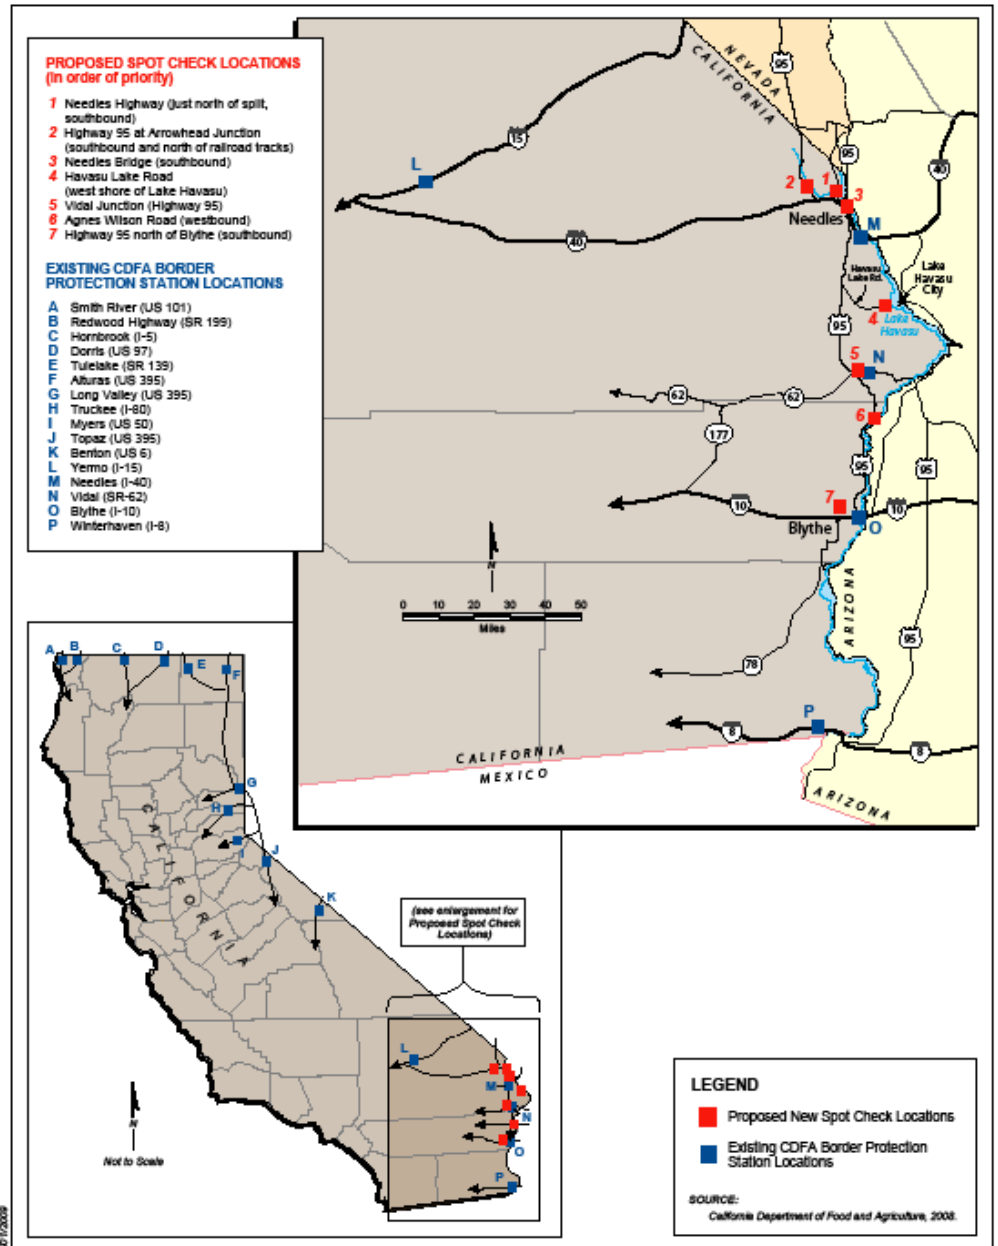 PROPOSED SPOT CHECK LOCATIONS
(in order of priority)
1 Needles Highway (just north of split,
southbound)
2 Highway 95 at Arrowhead Junction
(southbound and north of railroad tracks)
3 Needles Bridge (southbound)
4 Havasu Lake Road
(west shore of Lake Havasu)
5 Vidal Junction (Highway 95)
6 Agnes Wilson Road (westbound)
7 Highway 95 north of Blythe (southbound)
EXISTING CDFA BORDER
PROTECTION STATION LOCATIONS
A Smith River (US 101)
B Redwood Highway (SR 199)
C Hornbrook (I-5)
D Dorris (US 97)
E Tulelake (SR 139)
F Alturas (US 395)
G Long Valley (US 395)
H Truckee (I-80)
I Myers (US 50)
J Topaz (US 395)
K Benton (US 6)
L Yermo (I-15)
M Needles (I-40)
N Vidal (SR-62)
O Blythe (I-10)
P Winterhaven (I-8)
NEVADA
CALIFORNIA
95
15
L
95
40
2
1
3
Needles
M
40
Havasu
Lake Rd.
Lake
Havasu
City
4
Lake
Havasu
95
5
N
62
62
6
177
95
95
7
10
10
Blythe
O
N
0 10 20 30 40 50
Miles
ARIZONA
95
78
P
8
8
CALIFORNIA
MEXICO
ARIZONA
A
B
C
D
E
F
G
H
I
J
K
CALIFORNIA
(see enlargement for
Proposed Spot Check
Locations)
L
M
N
O
P
N
Not to Scale
LEGEND
Proposed New Spot Check Locations
Existing CDFA Border Protection
Station Locations
SOURCE:
California Department of Food and Agriculture, 2008.